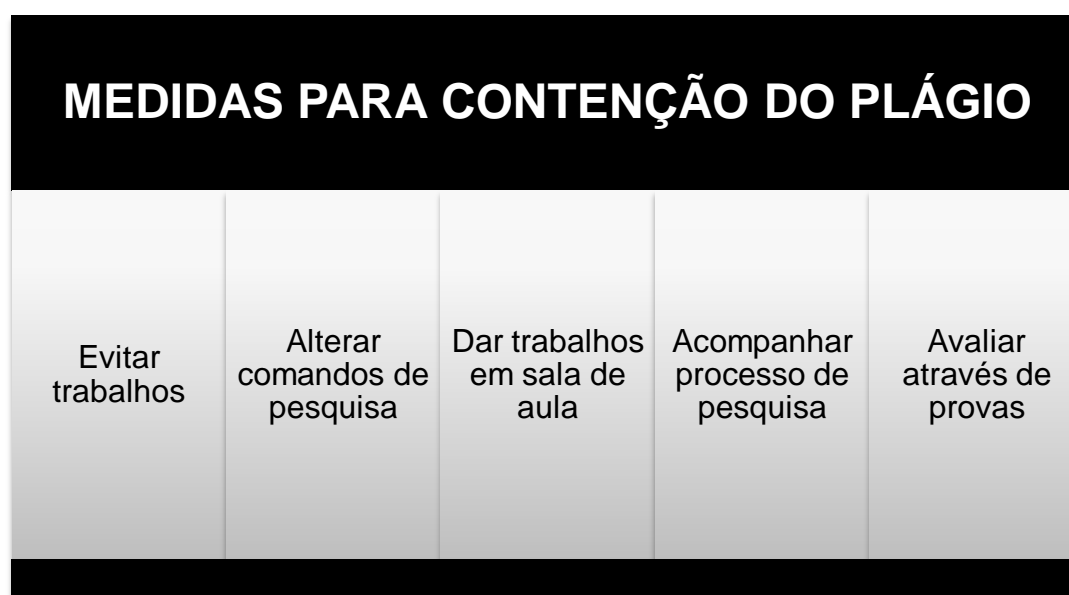 MEDIDAS PARA CONTENÇÃO DO PLÁGIO
Evitar
trabalhos
Alterar
comandos de
pesquisa
Dar trabalhos
em sala de
aula
Acompanhar
processo de
pesquisa
Avaliar
através de
provas